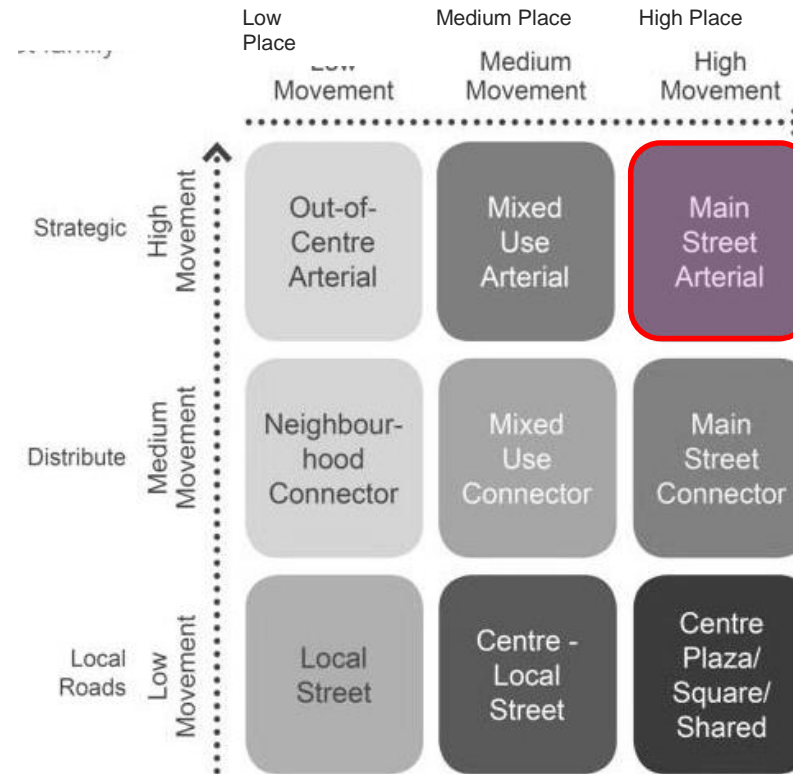 Low
Place
Medium Place
High Place
Movement
Medium
Movement
High
Movement
Strategic
High
Movement
Out-of-
Centre
Arterial
Mixed
Use
Arterial
Main
Street
Arterial
Distribute
Medium
Movement
Neighbour-
hood
Connector
Mixed
Use
Connector
Main
Street
Connector
Local
Roads
Low
Movement
Local
Street
Centre -
Local
Street
Centre
Plaza/
Square/
Shared